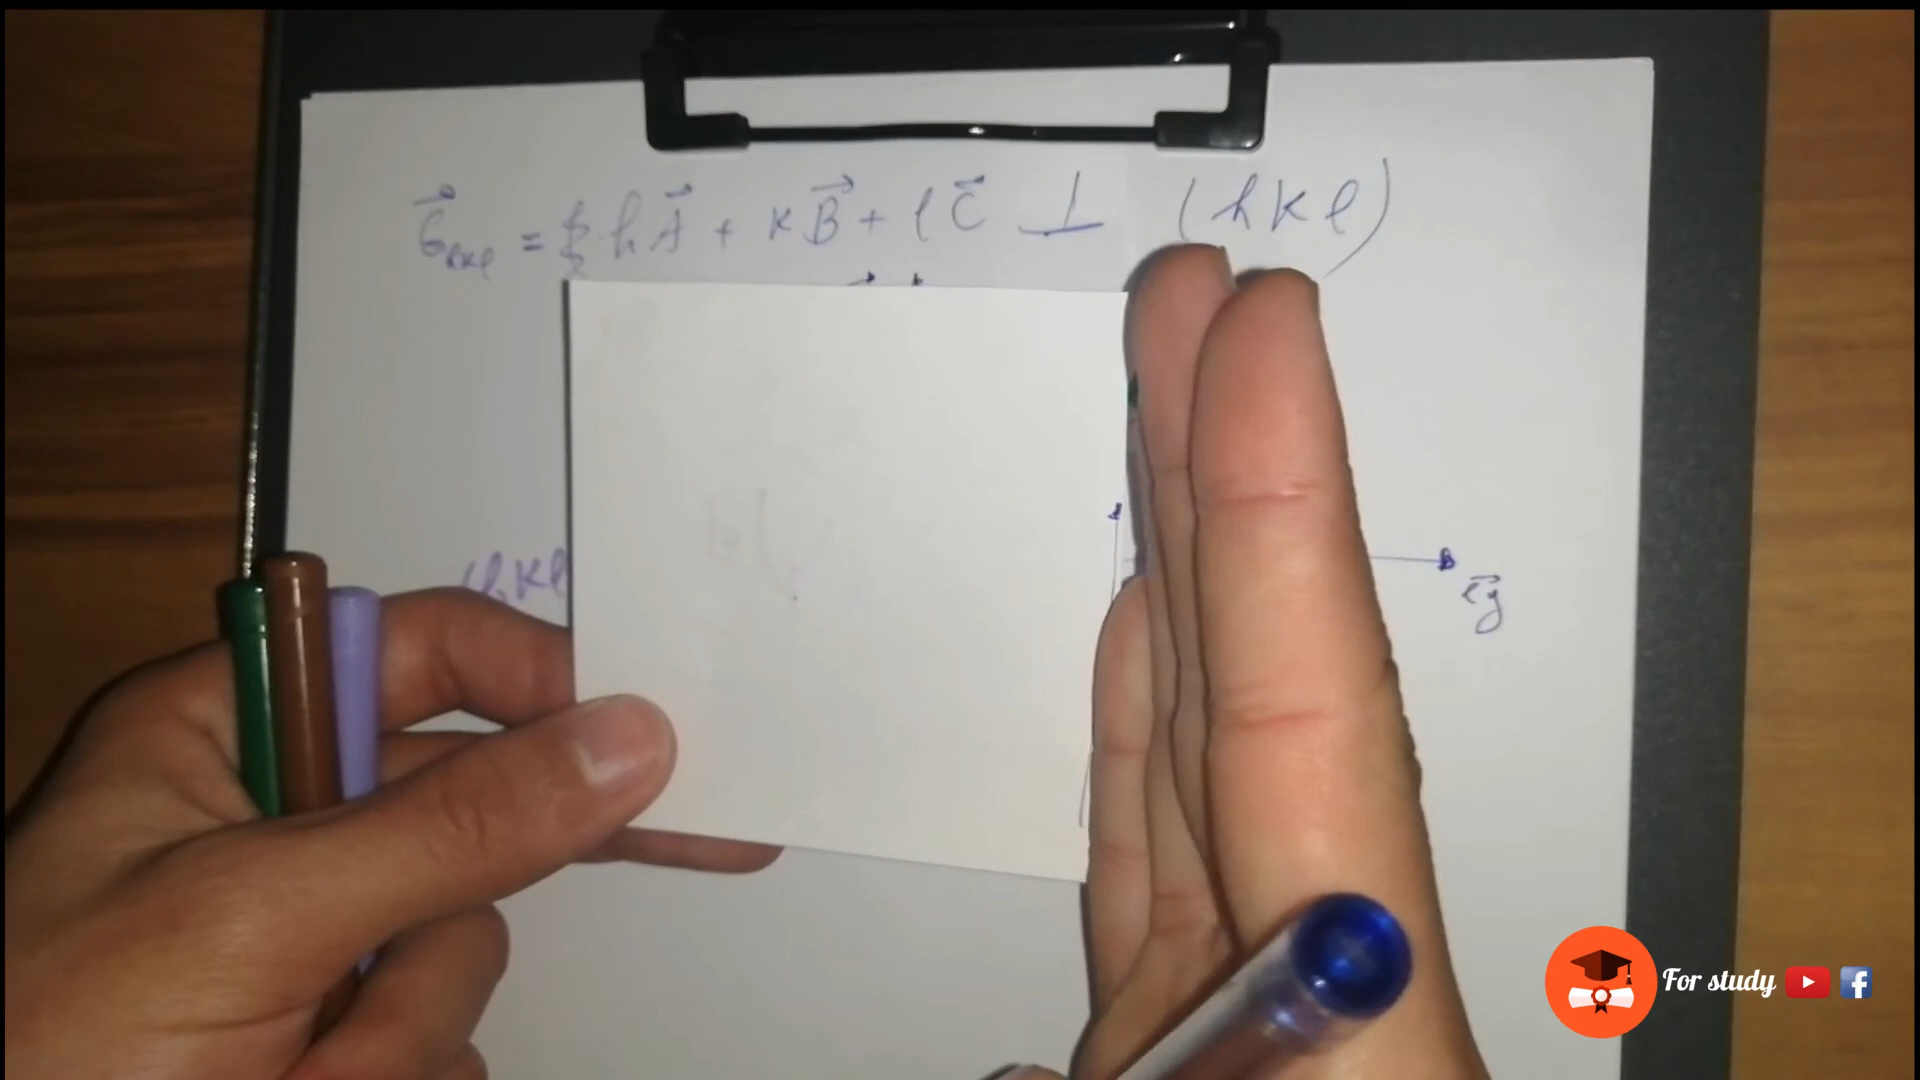 G⃗hkl = h A⃗ + k B⃗ + l C⃗ ⊥ (hkl)
(hkl
e⃗y
For study